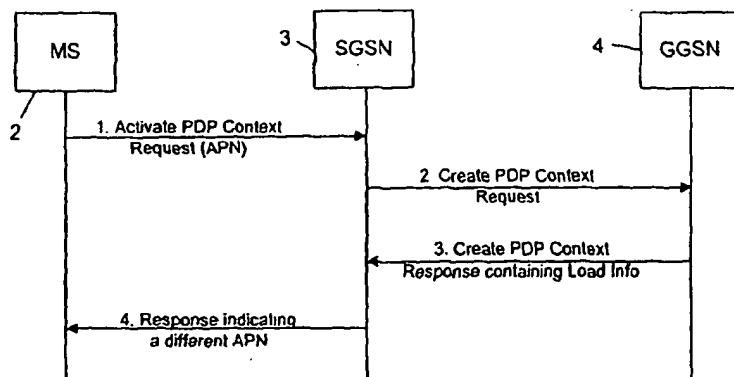 MS
3
SGSN
4
GGSN
2
1. Activate PDP Context
Request (APN)
2 Create PDP Context
Request
3. Create PDP Context
Response containing Load Info
4. Response indicating
a different APN